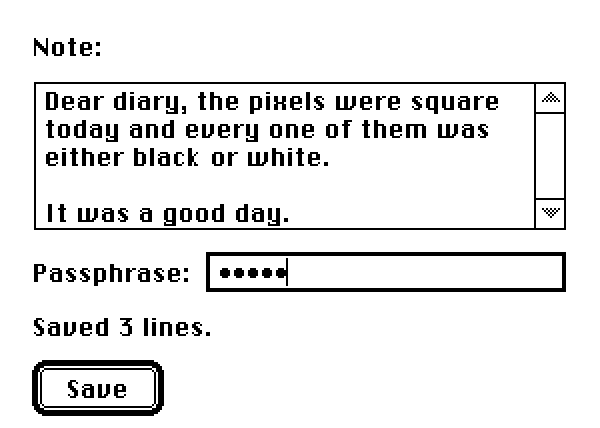 Note:
Dear diary, the pixels were square
today and every one of them was
either black or white.

It was a good day.
Passphrase: •••••
Saved 3 lines.
Save